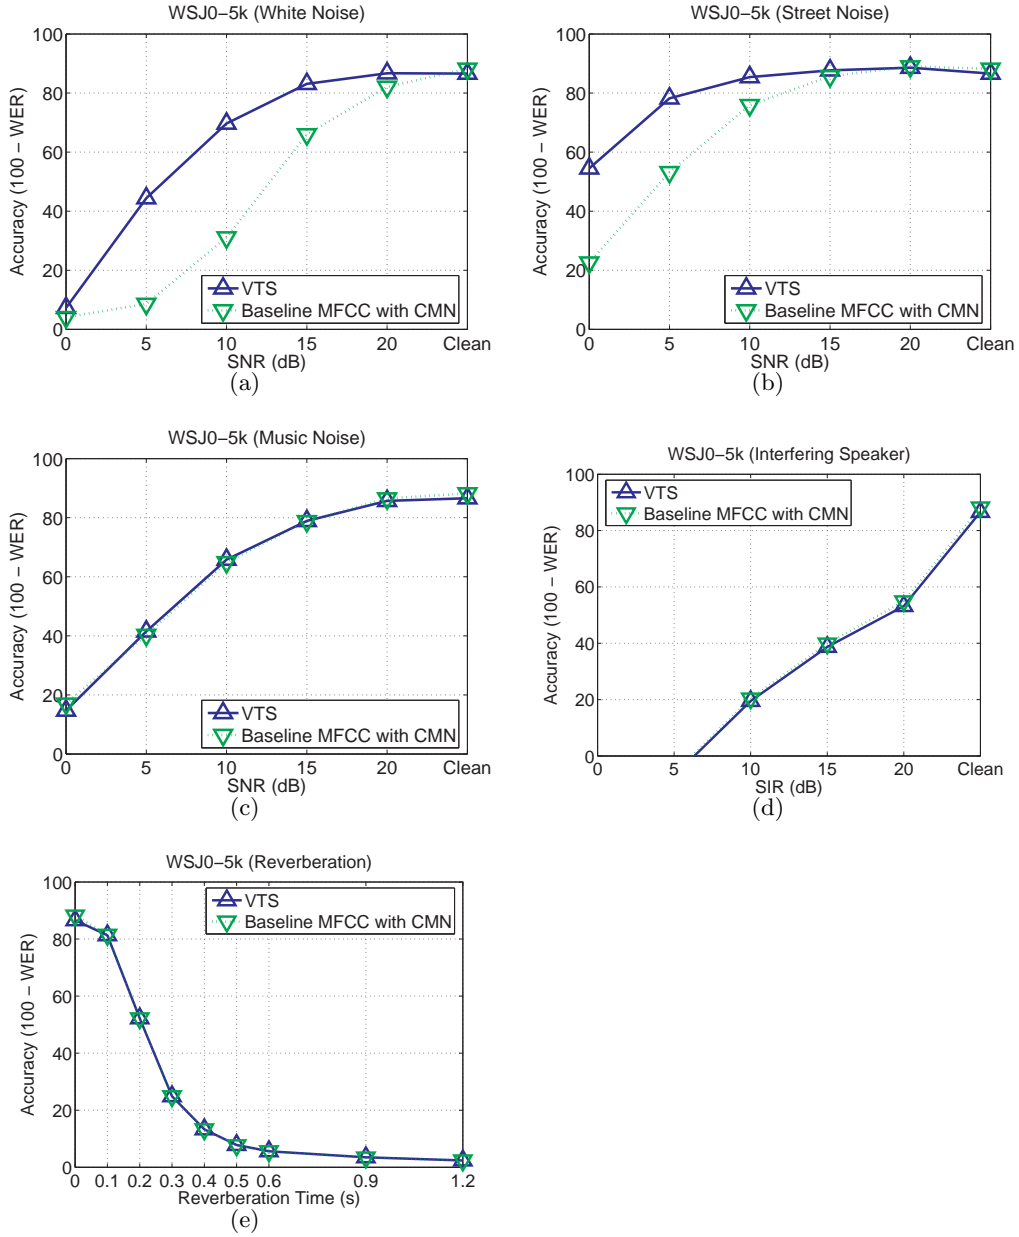 WSJ0−5k (White Noise)
100
80
60
40
20
0
Accuracy (100 − WER)
VTS
Baseline MFCC with CMN
0 5 10 15 20 Clean
SNR (dB)
(a)
WSJ0−5k (Street Noise)
100
80
60
40
20
0
Accuracy (100 − WER)
VTS
Baseline MFCC with CMN
0 5 10 15 20 Clean
SNR (dB)
(b)
WSJ0−5k (Music Noise)
100
80
60
40
20
0
Accuracy (100 − WER)
VTS
Baseline MFCC with CMN
0 5 10 15 20 Clean
SNR (dB)
(c)
WSJ0−5k (Interfering Speaker)
100
80
60
40
20
0
Accuracy (100 − WER)
VTS
Baseline MFCC with CMN
0 5 10 15 20 Clean
SIR (dB)
(d)
WSJ0−5k (Reverberation)
100
80
60
40
20
0
Accuracy (100 − WER)
VTS
Baseline MFCC with CMN
0 0.1 0.2 0.3 0.4 0.5 0.6 0.9 1.2
Reverberation Time (s)
(e)